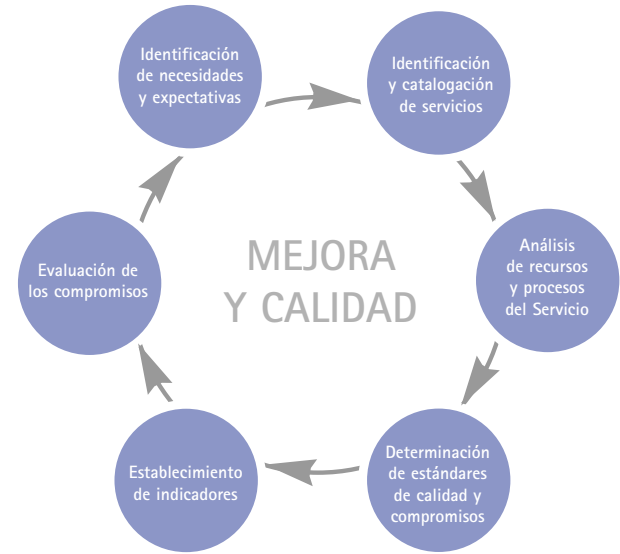 Identificación
de necesidades
y expectativas
Identificación
y catalogación
de servicios
Análisis
de recursos
y procesos
del Servicio
Determinación
de estándares
de calidad y
compromisos
Establecimiento
de indicadores
Evaluación de
los compromisos
MEJORA
Y CALIDAD